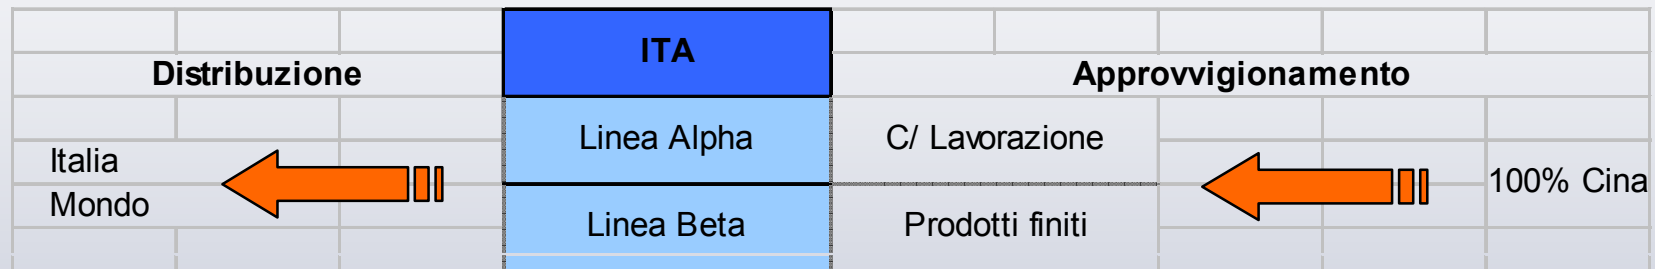 ITA
Distribuzione
Approvvigionamento
Linea Alpha
C/ Lavorazione
Italia
Mondo
100% Cina
Linea Beta
Prodotti finiti